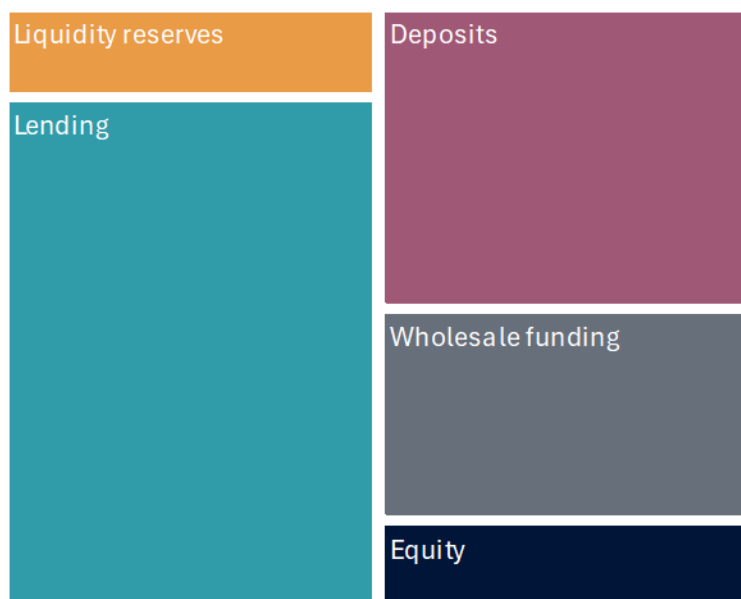 Liquidity reserves
Lending
Deposits
Wholesale funding
Equity